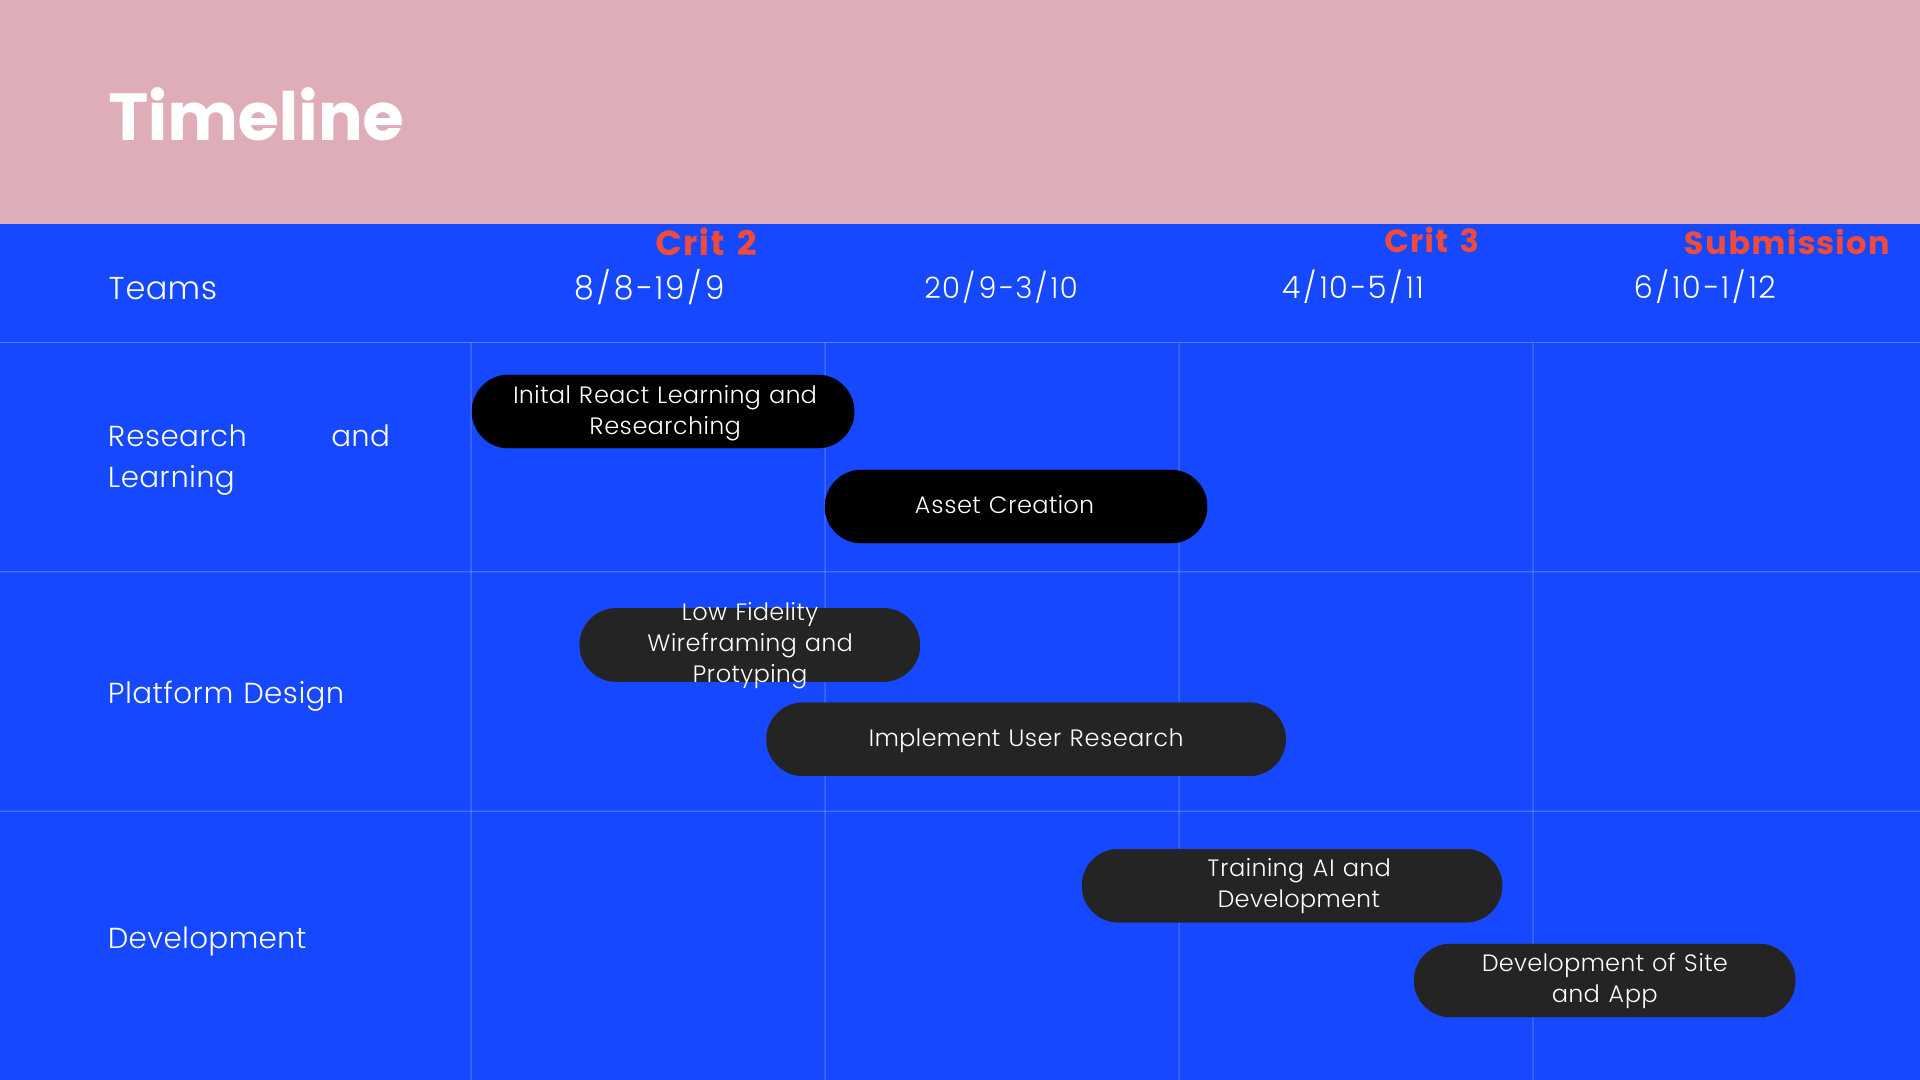 Timeline
Crit 2
Crit 3
Submission
Teams
8/8-19/9
20/9-3/10
4/10-5/11
6/10-1/12
Research and
Learning
Inital React Learning and
Researching
Asset Creation
Platform Design
Low Fidelity
Wireframing and
Protyping
Implement User Research
Development
Training AI and
Development
Development of Site
and App